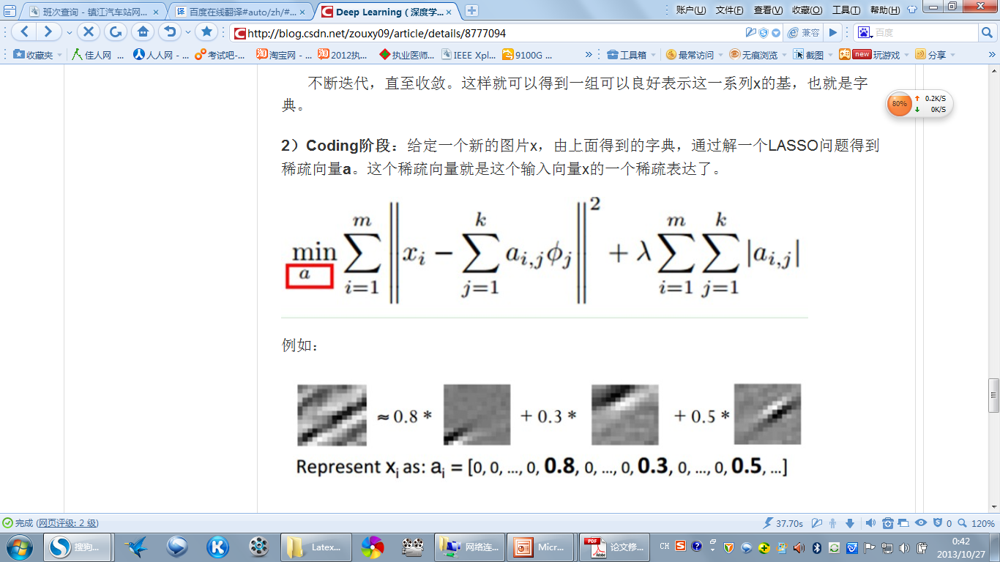 班次查询 - 镇江汽车站网... × 百度在线翻译#auto/zh/#... × Deep Learning（深度学... × 账户(U) 文件(F) 查看(V) 收藏(O) 工具(T) 帮助(H)
http://blog.csdn.net/zouxy09/article/details/8777094 兼容 百度
收藏夹 佳人网 ... 人人网 - ... 考试吧-... 淘宝网 - ... 2012执... 执业医师... IEEE Xpl... 9100G ... » 工具箱 最常访问 无痕浏览 截图 new 玩游戏 分享 »
不断迭代，直至收敛。这样就可以得到一组可以良好表示这一系列x的基，也就是字
典。
80% ↑ 0.2K/S
↓ 0K/S
2）Coding阶段：给定一个新的图片x，由上面得到的字典，通过解一个LASSO问题得到
稀疏向量a。这个稀疏向量就是这个输入向量x的一个稀疏表达了。
min_a ∑_{i=1}^{m} ‖x_i − ∑_{j=1}^{k} a_{i,j}ϕ_j‖² + λ ∑_{i=1}^{m} ∑_{j=1}^{k} |a_{i,j}|
例如：
≈ 0.8 * + 0.3 * + 0.5 *
Represent x_i as: a_i = [0, 0, ..., 0, 0.8, 0, ..., 0, 0.3, 0, ..., 0, 0.5, ...]
完成 (网页评级: 2 级) 37.70s 0 120%
搜狗... Latex... 网络连... Micr... 论文修... CH 0:42
2013/10/27